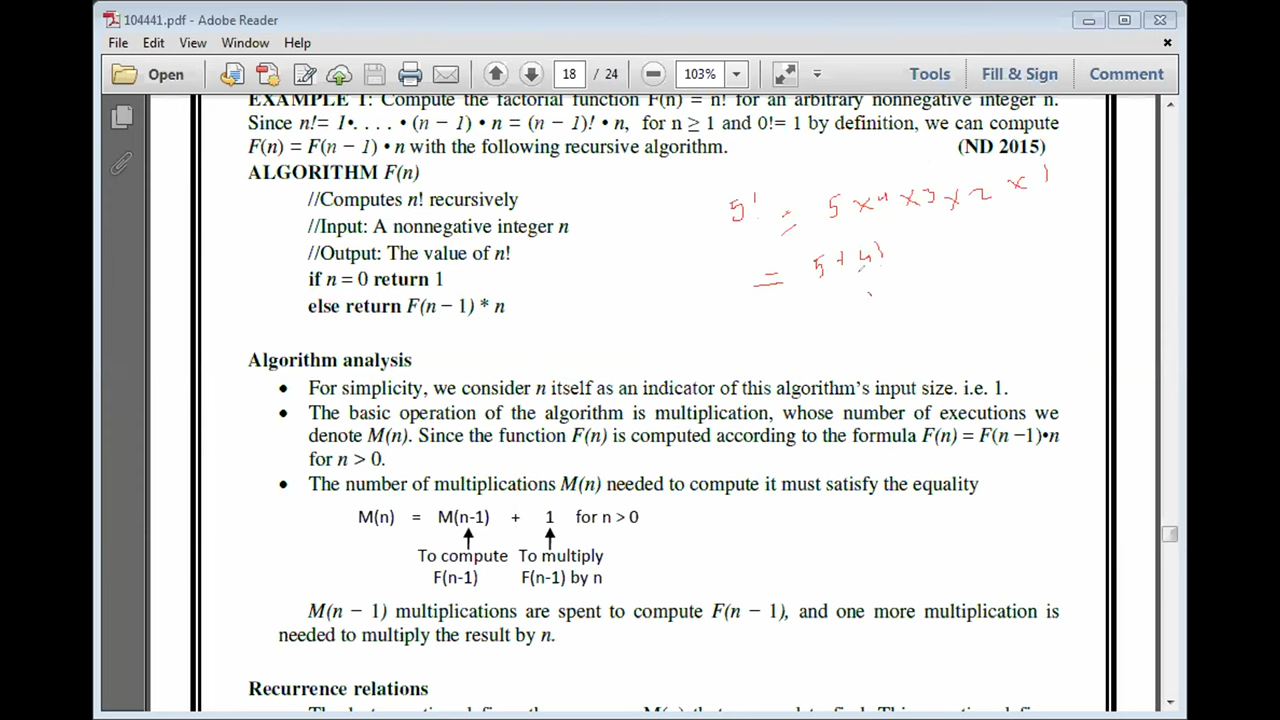 104441.pdf - Adobe Reader
File Edit View Window Help
Open 18 / 24 103% Tools Fill & Sign Comment
EXAMPLE 1: Compute the factorial function F(n) = n! for an arbitrary nonnegative integer n.
Since n!= 1•. . . . • (n − 1) • n = (n − 1)! • n, for n ≥ 1 and 0!= 1 by definition, we can compute
F(n) = F(n − 1) • n with the following recursive algorithm. (ND 2015)
ALGORITHM F(n)
//Computes n! recursively
//Input: A nonnegative integer n
//Output: The value of n!
if n = 0 return 1
else return F(n − 1) * n
5! = 5 x 4 x 3 x 2 x 1
= 5 + 4!
Algorithm analysis
• For simplicity, we consider n itself as an indicator of this algorithm's input size. i.e. 1.
• The basic operation of the algorithm is multiplication, whose number of executions we
denote M(n). Since the function F(n) is computed according to the formula F(n) = F(n −1)•n
for n > 0.
• The number of multiplications M(n) needed to compute it must satisfy the equality
M(n) = M(n-1) + 1 for n > 0
To compute To multiply
F(n-1) F(n-1) by n
M(n − 1) multiplications are spent to compute F(n − 1), and one more multiplication is
needed to multiply the result by n.
Recurrence relations